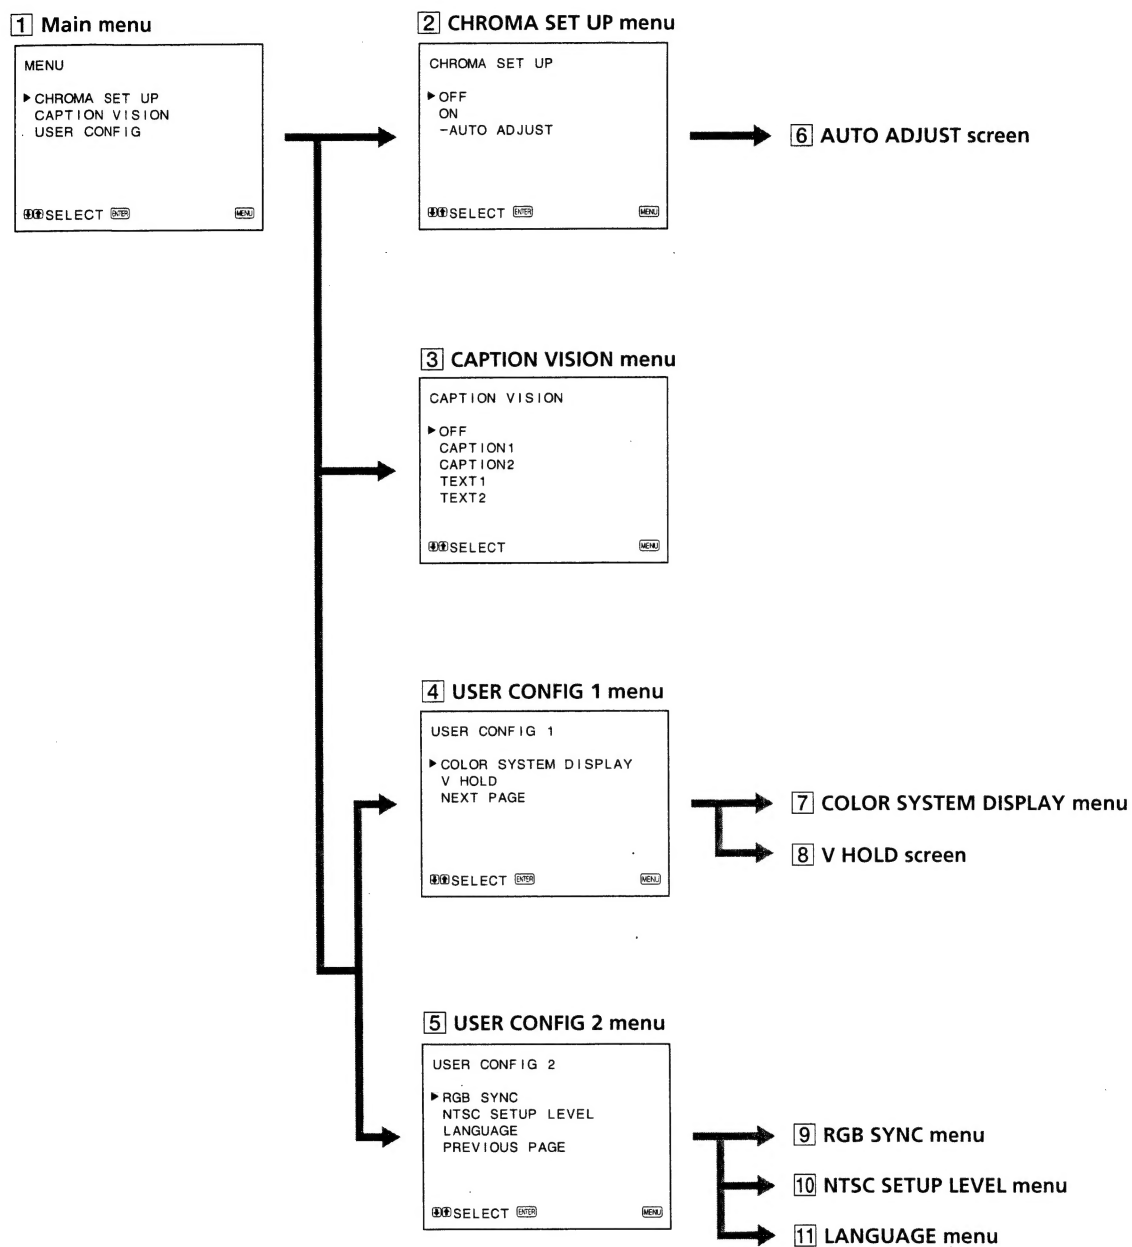 1 Main menu
MENU
▶CHROMA SET UP
CAPTION VISION
USER CONFIG
SELECT ENTER MENU
2 CHROMA SET UP menu
CHROMA SET UP
▶OFF
ON
-AUTO ADJUST
SELECT ENTER MENU
6 AUTO ADJUST screen
3 CAPTION VISION menu
CAPTION VISION
▶OFF
CAPTION1
CAPTION2
TEXT1
TEXT2
SELECT MENU
4 USER CONFIG 1 menu
USER CONFIG 1
▶COLOR SYSTEM DISPLAY
V HOLD
NEXT PAGE
SELECT ENTER MENU
7 COLOR SYSTEM DISPLAY menu
8 V HOLD screen
5 USER CONFIG 2 menu
USER CONFIG 2
▶RGB SYNC
NTSC SETUP LEVEL
LANGUAGE
PREVIOUS PAGE
SELECT ENTER MENU
9 RGB SYNC menu
10 NTSC SETUP LEVEL menu
11 LANGUAGE menu